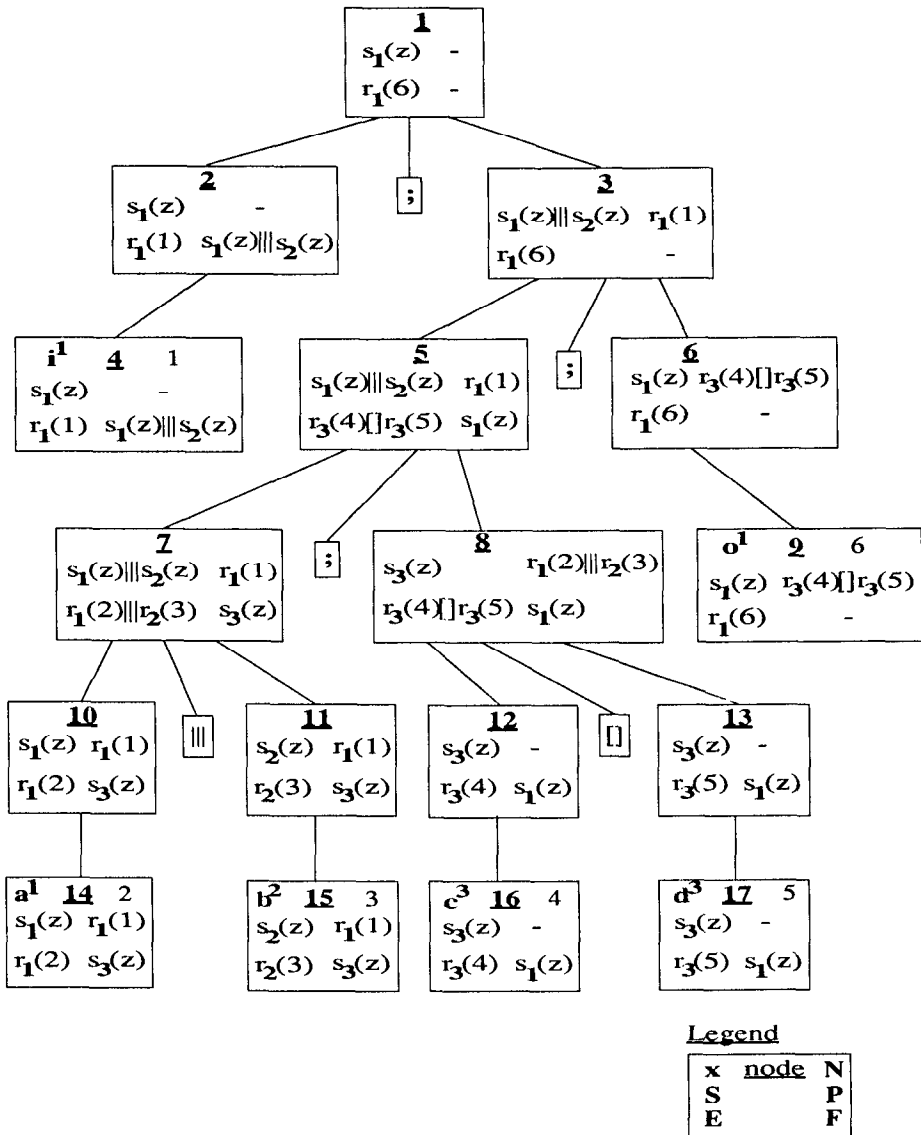 1
s₁(z) -
r₁(6) -
2
s₁(z) -
r₁(1) s₁(z)|||s₂(z)
;
3
s₁(z)|||s₂(z) r₁(1)
r₁(6) -
i¹ 4 1
s₁(z) -
r₁(1) s₁(z)|||s₂(z)
5
s₁(z)|||s₂(z) r₁(1)
r₃(4)[]r₃(5) s₁(z)
;
6
s₁(z) r₃(4)[]r₃(5)
r₁(6) -
7
s₁(z)|||s₂(z) r₁(1)
r₁(2)|||r₂(3) s₃(z)
;
8
s₃(z) r₁(2)|||r₂(3)
r₃(4)[]r₃(5) s₁(z)
o¹ 9 6
s₁(z) r₃(4)[]r₃(5)
r₁(6) -
10
s₁(z) r₁(1)
r₁(2) s₃(z)
|||
11
s₂(z) r₁(1)
r₂(3) s₃(z)
12
s₃(z) -
r₃(4) s₁(z)
[]
13
s₃(z) -
r₃(5) s₁(z)
a¹ 14 2
s₁(z) r₁(1)
r₁(2) s₃(z)
b² 15 3
s₂(z) r₁(1)
r₂(3) s₃(z)
c³ 16 4
s₃(z) -
r₃(4) s₁(z)
d³ 17 5
s₃(z) -
r₃(5) s₁(z)
Legend
x node N
S P
E F